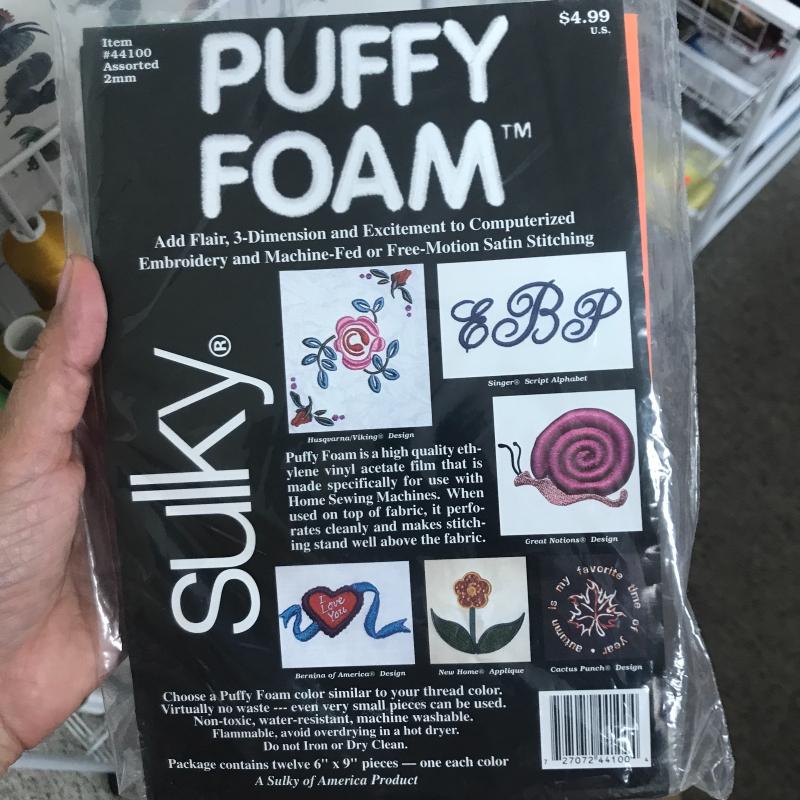 Item
#44100
Assorted
2mm
$4.99
U.S.
PUFFY
FOAM™
Add Flair, 3-Dimension and Excitement to Computerized
Embroidery and Machine-Fed or Free-Motion Satin Stitching
sulky®
EBP
Singer® Script Alphabet
Husqvarna/Viking® Design
Puffy Foam is a high quality eth-
ylene vinyl acetate film that is
made specifically for use with
Home Sewing Machines. When
used on top of fabric, it perfo-
rates cleanly and makes stitch-
ing stand well above the fabric.
Great Notions® Design
I
Love
You
Bernina of America® Design
New Home® Applique
autumn is my favorite time of year
Cactus Punch® Design
Choose a Puffy Foam color similar to your thread color.
Virtually no waste --- even very small pieces can be used.
Non-toxic, water-resistant, machine washable.
Flammable, avoid overdrying in a hot dryer.
Do not Iron or Dry Clean.
Package contains twelve 6" x 9" pieces — one each color
A Sulky of America Product
7 27072 44100 4